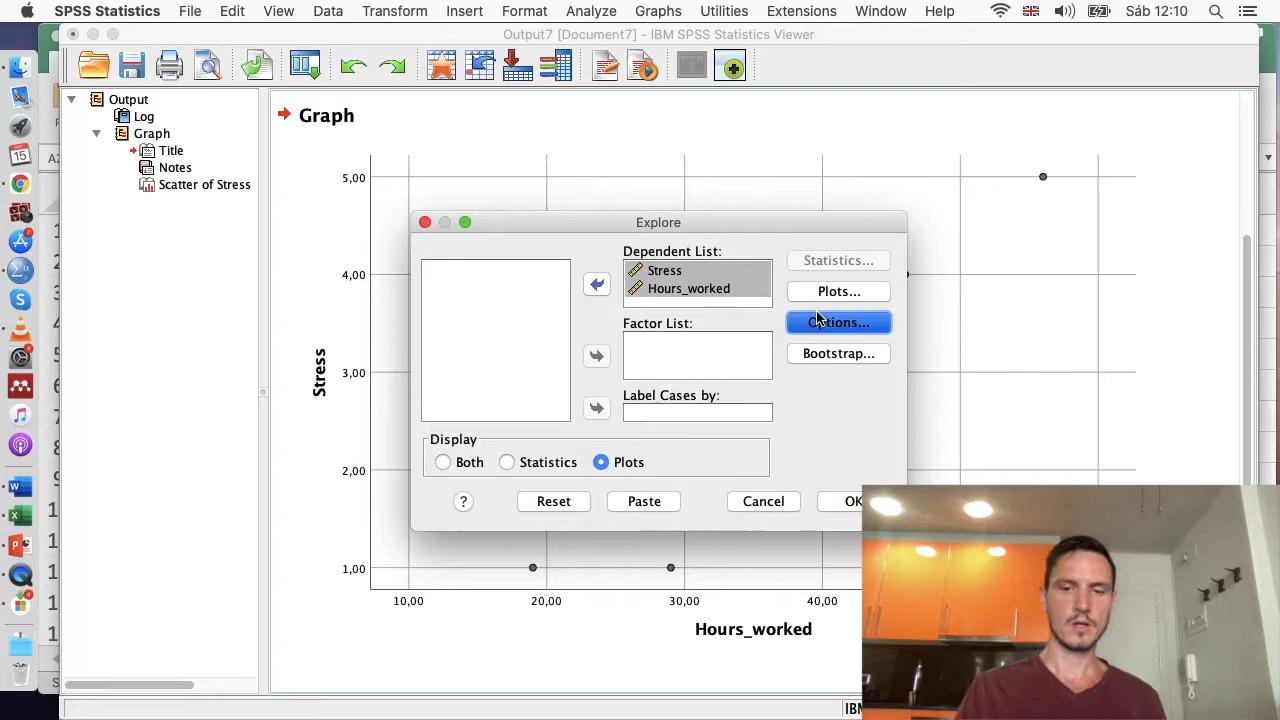 SPSS Statistics File Edit View Data Transform Insert Format Analyze Graphs Utilities Extensions Window Help Sáb 12:10
Output7 [Document7] - IBM SPSS Statistics Viewer
Output
Log
Graph
Title
Notes
Scatter of Stress
Graph
5,00
4,00
3,00
2,00
1,00
Stress
10,00 20,00 30,00 40,00
Hours_worked
Explore
Dependent List:
Stress
Hours_worked
Factor List:
Label Cases by:
Statistics...
Plots...
Options...
Bootstrap...
Display
Both Statistics Plots
? Reset Paste Cancel OK
IBM
15